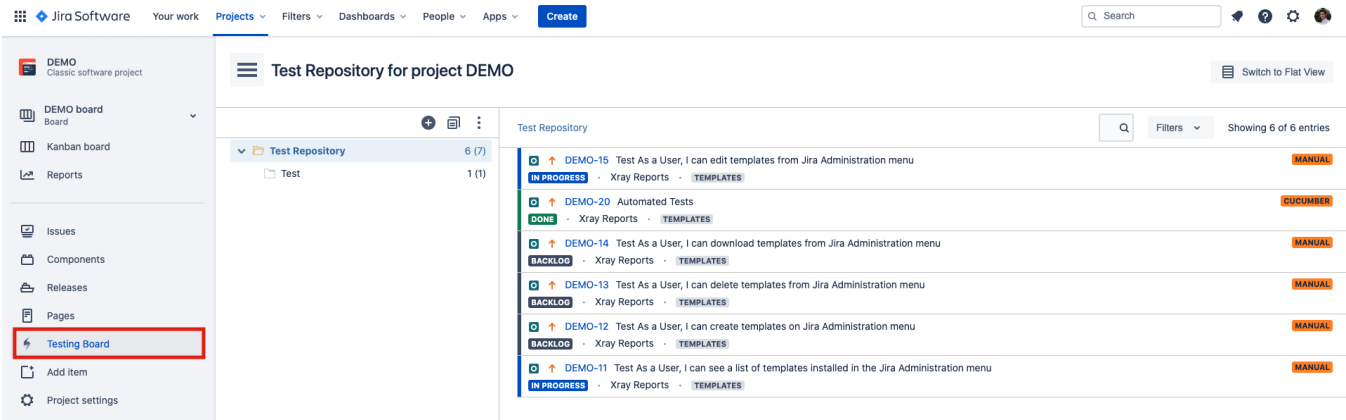 Jira Software Your work Projects Filters Dashboards People Apps Create Search
DEMO
Classic software project
DEMO board
Board
Kanban board
Reports
Issues
Components
Releases
Pages
Testing Board
Add item
Project settings
Test Repository for project DEMO
Switch to Flat View
Test Repository 6 (7)
Test 1 (1)
Test Repository Filters Showing 6 of 6 entries
DEMO-15 Test As a User, I can edit templates from Jira Administration menu MANUAL
IN PROGRESS · Xray Reports · TEMPLATES
DEMO-20 Automated Tests CUCUMBER
DONE · Xray Reports · TEMPLATES
DEMO-14 Test As a User, I can download templates from Jira Administration menu MANUAL
BACKLOG · Xray Reports · TEMPLATES
DEMO-13 Test As a User, I can delete templates from Jira Administration menu MANUAL
BACKLOG · Xray Reports · TEMPLATES
DEMO-12 Test As a User, I can create templates on Jira Administration menu MANUAL
BACKLOG · Xray Reports · TEMPLATES
DEMO-11 Test As a User, I can see a list of templates installed in the Jira Administration menu MANUAL
IN PROGRESS · Xray Reports · TEMPLATES